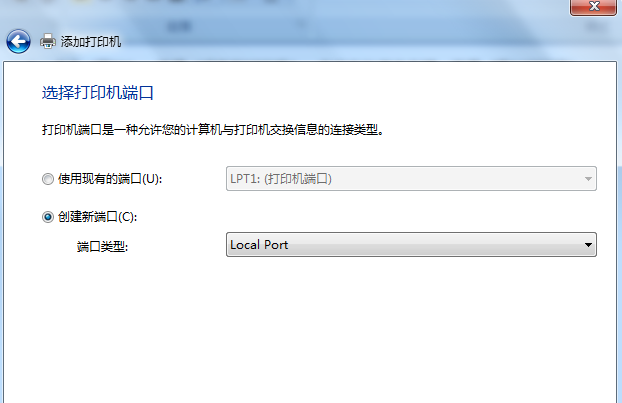 添加打印机
选择打印机端口
打印机端口是一种允许您的计算机与打印机交换信息的连接类型。
使用现有的端口(U): LPT1: (打印机端口)
创建新端口(C):
端口类型: Local Port